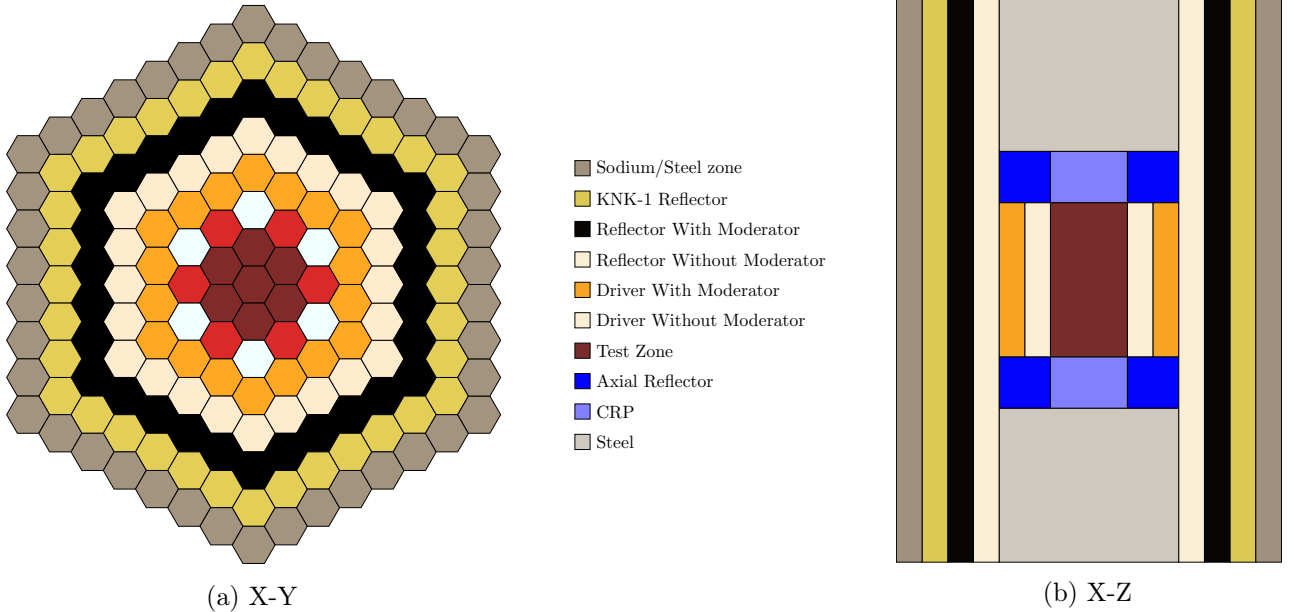 Sodium/Steel zone
KNK-1 Reflector
Reflector With Moderator
Reflector Without Moderator
Driver With Moderator
Driver Without Moderator
Test Zone
Axial Reflector
CRP
Steel
(a) X-Y
(b) X-Z